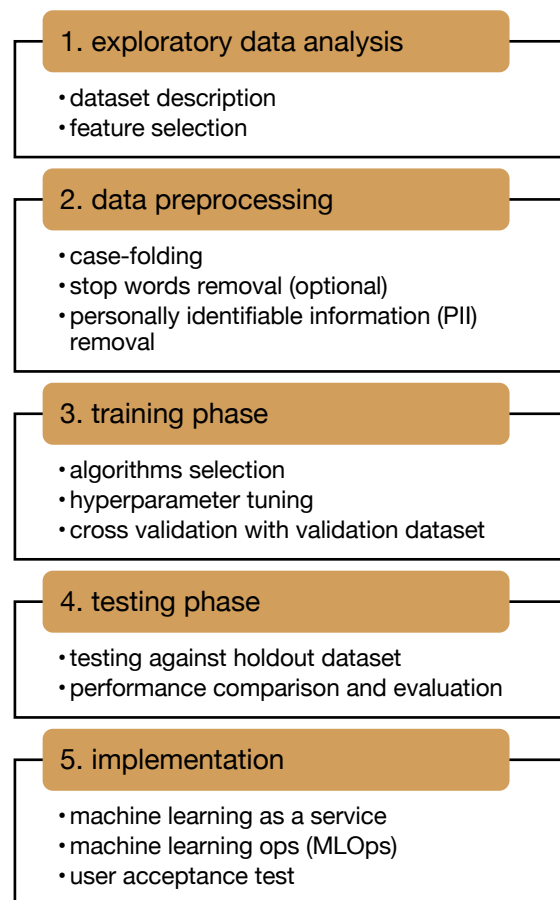 1. exploratory data analysis
• dataset description
• feature selection
2. data preprocessing
• case-folding
• stop words removal (optional)
• personally identifiable information (PII)
removal
3. training phase
• algorithms selection
• hyperparameter tuning
• cross validation with validation dataset
4. testing phase
• testing against holdout dataset
• performance comparison and evaluation
5. implementation
• machine learning as a service
• machine learning ops (MLOps)
• user acceptance test